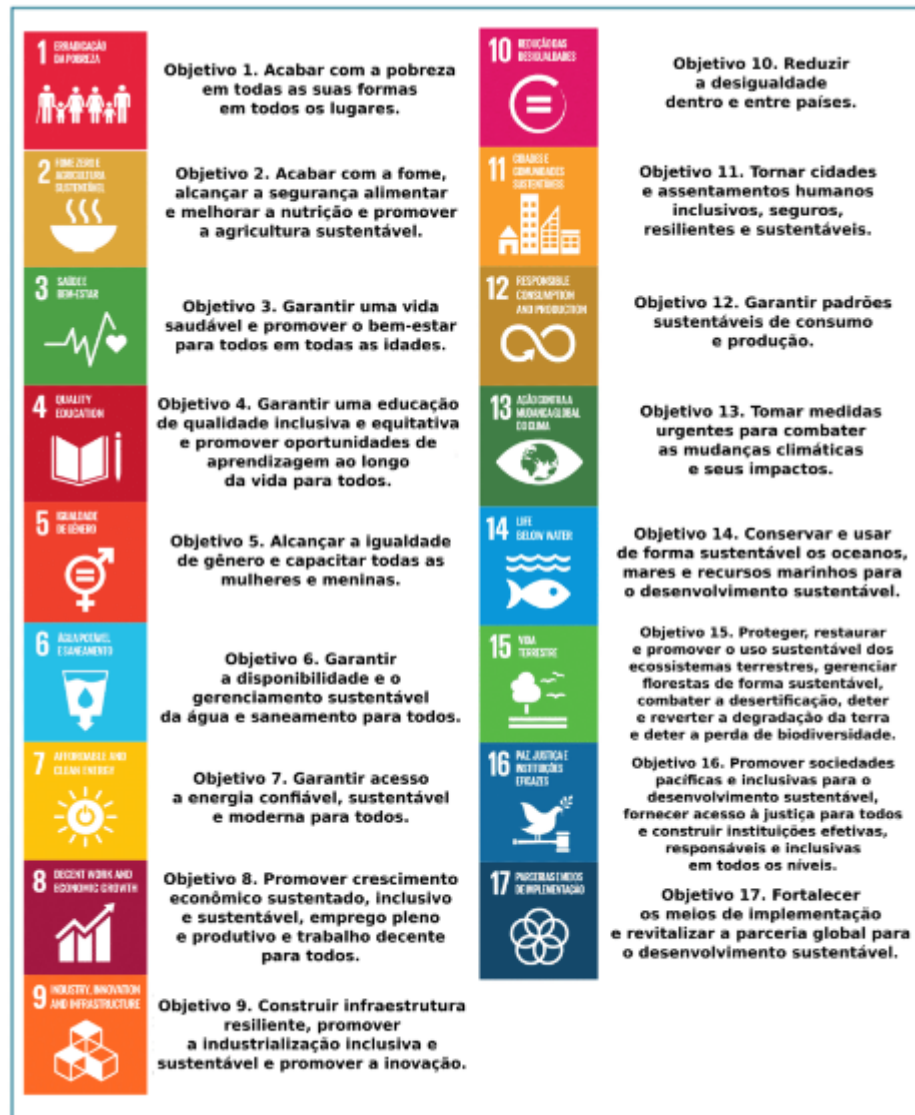 1 ERRADICAÇÃO
DA POBREZA
Objetivo 1. Acabar com a pobreza
em todas as suas formas
em todos os lugares.
2 FOME ZERO E
AGRICULTURA
SUSTENTÁVEL
Objetivo 2. Acabar com a fome,
alcançar a segurança alimentar
e melhorar a nutrição e promover
a agricultura sustentável.
3 SAÚDE E
BEM-ESTAR
Objetivo 3. Garantir uma vida
saudável e promover o bem-estar
para todos em todas as idades.
4 QUALITY
EDUCATION
Objetivo 4. Garantir uma educação
de qualidade inclusiva e equitativa
e promover oportunidades de
aprendizagem ao longo
da vida para todos.
5 IGUALDADE
DE GÊNERO
Objetivo 5. Alcançar a igualdade
de gênero e capacitar todas as
mulheres e meninas.
6 ÁGUA POTÁVEL
E SANEAMENTO
Objetivo 6. Garantir
a disponibilidade e o
gerenciamento sustentável
da água e saneamento para todos.
7 AFFORDABLE AND
CLEAN ENERGY
Objetivo 7. Garantir acesso
a energia confiável, sustentável
e moderna para todos.
8 DECENT WORK AND
ECONOMIC GROWTH
Objetivo 8. Promover crescimento
econômico sustentado, inclusivo
e sustentável, emprego pleno
e produtivo e trabalho decente
para todos.
9 INDUSTRY, INNOVATION
AND INFRASTRUCTURE
Objetivo 9. Construir infraestrutura
resiliente, promover
a industrialização inclusiva e
sustentável e promover a inovação.
10 REDUÇÃO DAS
DESIGUALDADES
Objetivo 10. Reduzir
a desigualdade
dentro e entre países.
11 CIDADES E
COMUNIDADES
SUSTENTÁVEIS
Objetivo 11. Tornar cidades
e assentamentos humanos
inclusivos, seguros,
resilientes e sustentáveis.
12 RESPONSIBLE
CONSUMPTION
AND PRODUCTION
Objetivo 12. Garantir padrões
sustentáveis de consumo
e produção.
13 AÇÃO CONTRA A
MUDANÇA GLOBAL
DO CLIMA
Objetivo 13. Tomar medidas
urgentes para combater
as mudanças climáticas
e seus impactos.
14 LIFE
BELOW WATER
Objetivo 14. Conservar e usar
de forma sustentável os oceanos,
mares e recursos marinhos para
o desenvolvimento sustentável.
15 VIDA
TERRESTRE
Objetivo 15. Proteger, restaurar
e promover o uso sustentável dos
ecossistemas terrestres, gerenciar
florestas de forma sustentável,
combater a desertificação, deter
e reverter a degradação da terra
e deter a perda de biodiversidade.
16 PAZ, JUSTIÇA E
INSTITUIÇÕES
EFICAZES
Objetivo 16. Promover sociedades
pacíficas e inclusivas para o
desenvolvimento sustentável,
fornecer acesso à justiça para todos
e construir instituições efetivas,
responsáveis e inclusivas
em todos os níveis.
17 PARCERIAS E MEIOS
DE IMPLEMENTAÇÃO
Objetivo 17. Fortalecer
os meios de implementação
e revitalizar a parceria global para
o desenvolvimento sustentável.